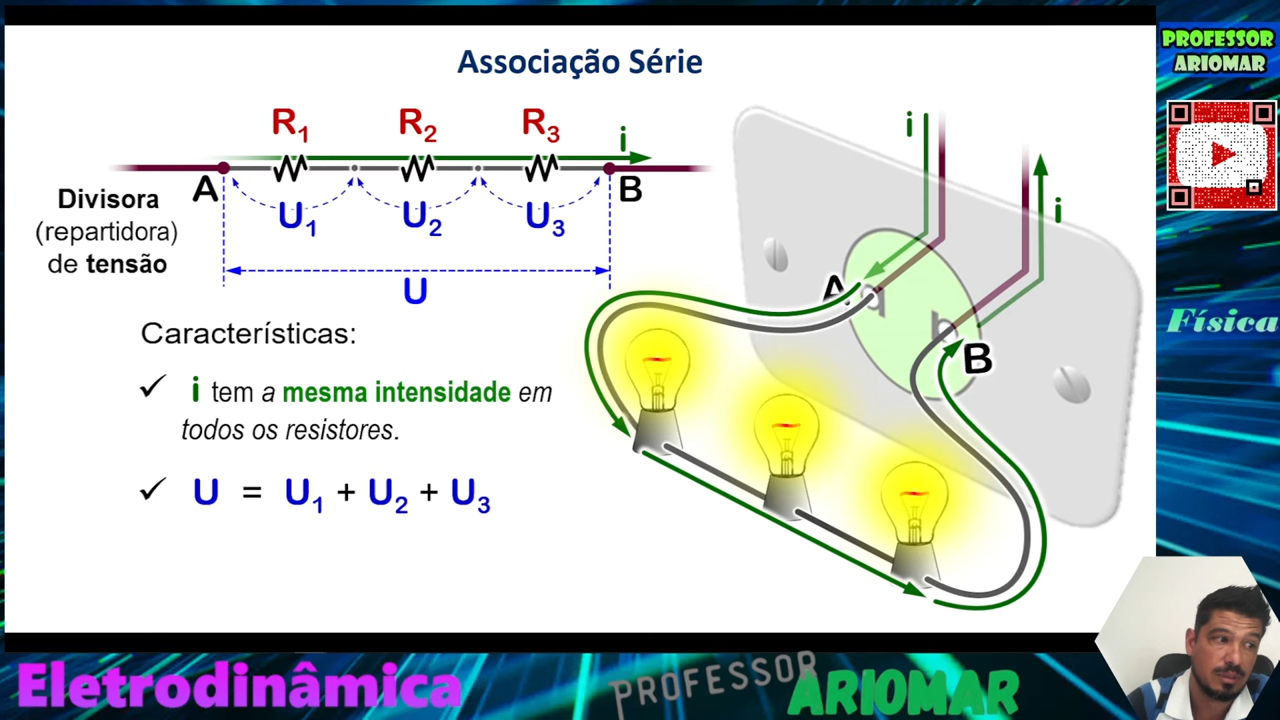 Associação Série
R1 R2 R3 i
A B
U1 U2 U3
U
Divisora
(repartidora)
de tensão
Características:
✓ i tem a mesma intensidade em
todos os resistores.
✓ U = U1 + U2 + U3
i
i
A a
b
B
PROFESSOR
ARIOMAR
Física
Eletrodinâmica
PROFESSOR
ARIOMAR